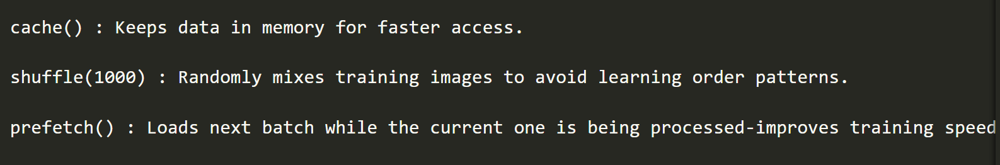 cache() : Keeps data in memory for faster access.
shuffle(1000) : Randomly mixes training images to avoid learning order patterns.
prefetch() : Loads next batch while the current one is being processed-improves training speed